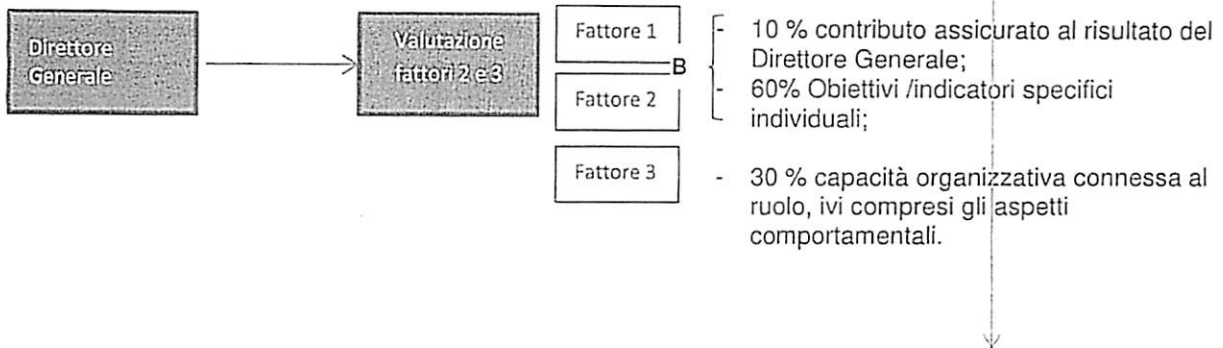 Direttore
Generale
Valutazione
fattori 2 e 3
Fattore 1
B
Fattore 2
Fattore 3
- 10 % contributo assicurato al risultato del
Direttore Generale;
- 60% Obiettivi /indicatori specifici
individuali;
- 30 % capacità organizzativa connessa al
ruolo, ivi compresi gli aspetti
comportamentali.